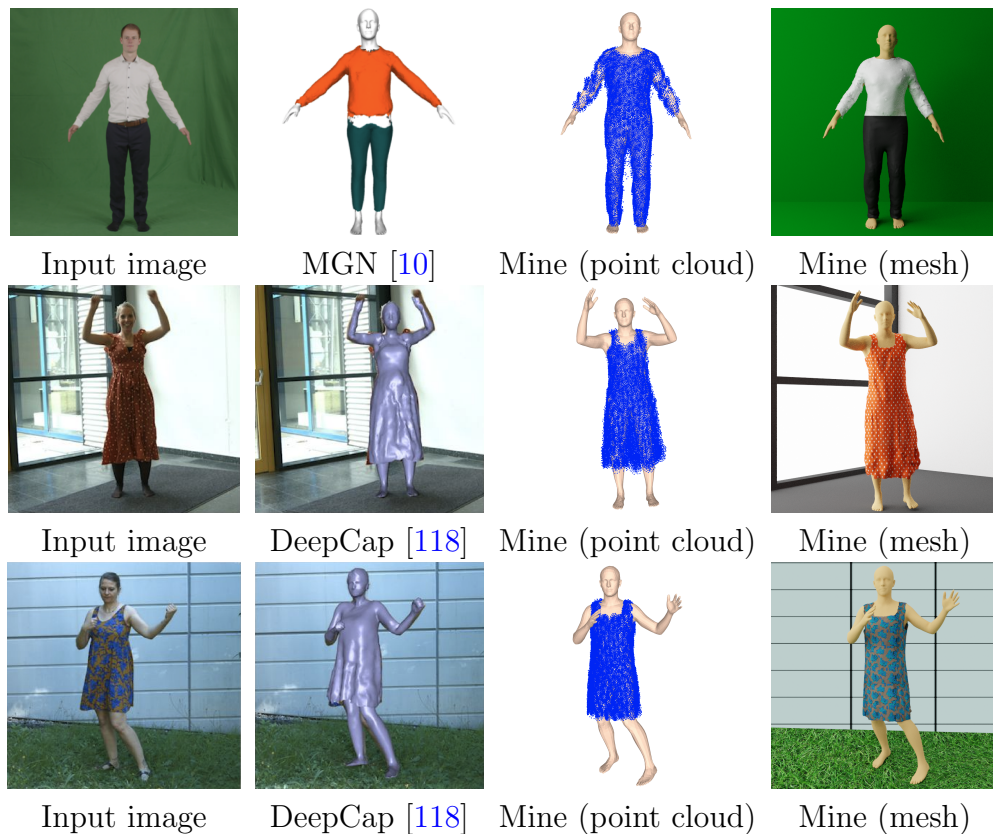 Input image MGN [10] Mine (point cloud) Mine (mesh)
Input image DeepCap [118] Mine (point cloud) Mine (mesh)
Input image DeepCap [118] Mine (point cloud) Mine (mesh)